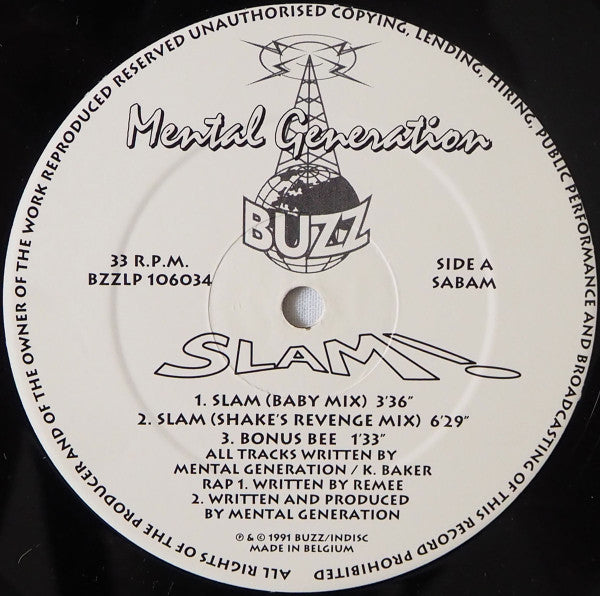 ALL RIGHTS OF THE PRODUCER AND OF THE OWNER OF THE WORK REPRODUCED RESERVED UNAUTHORISED COPYING, LENDING, HIRING, PUBLIC PERFORMANCE AND BROADCASTING OF THIS RECORD PROHIBITED
Mental Generation
BUZZ
33 R.P.M.
BZZLP 106034
SIDE A
SABAM
SLAM!
1. SLAM (BABY MIX) 3'36"
2. SLAM (SHAKE'S REVENGE MIX) 6'29"
3. BONUS BEE 1'33"
ALL TRACKS WRITTEN BY
MENTAL GENERATION / K. BAKER
RAP 1. WRITTEN BY REMEE
2. WRITTEN AND PRODUCED
BY MENTAL GENERATION
℗ & © 1991 BUZZ/INDISC
MADE IN BELGIUM